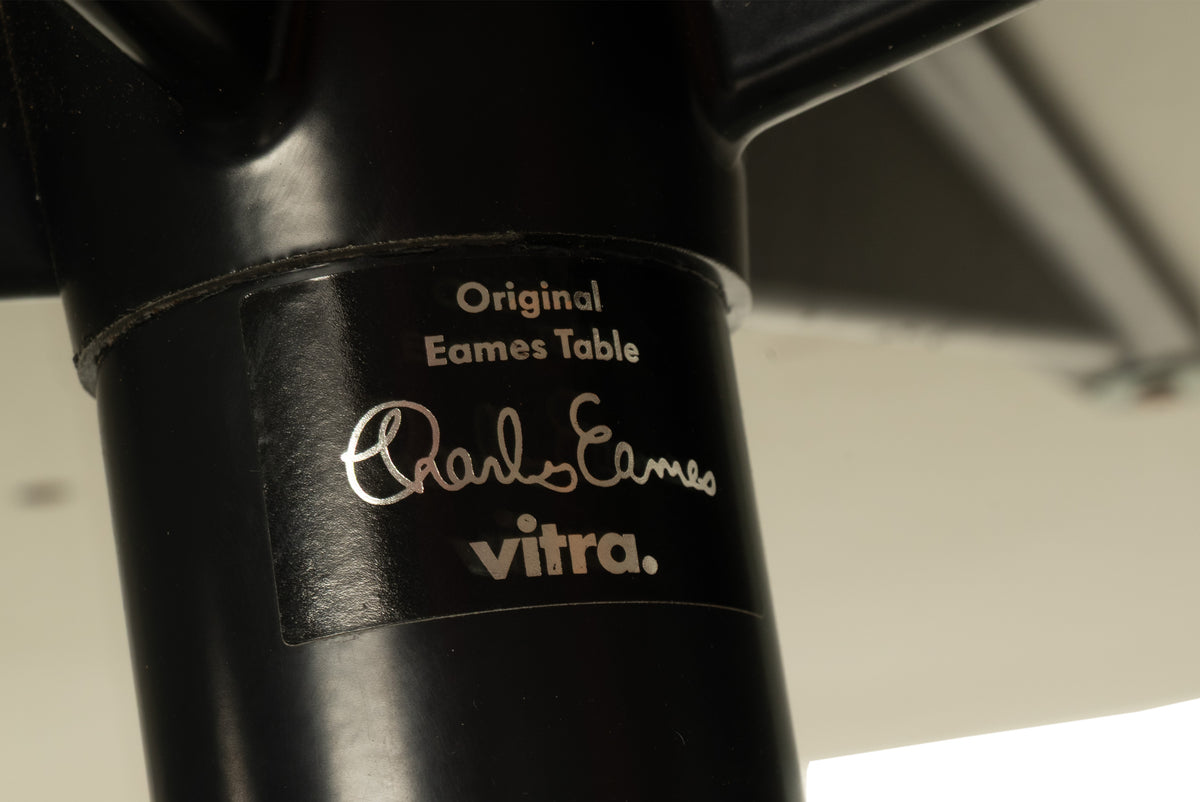 Original
Eames Table
Charles Eames
vitra.